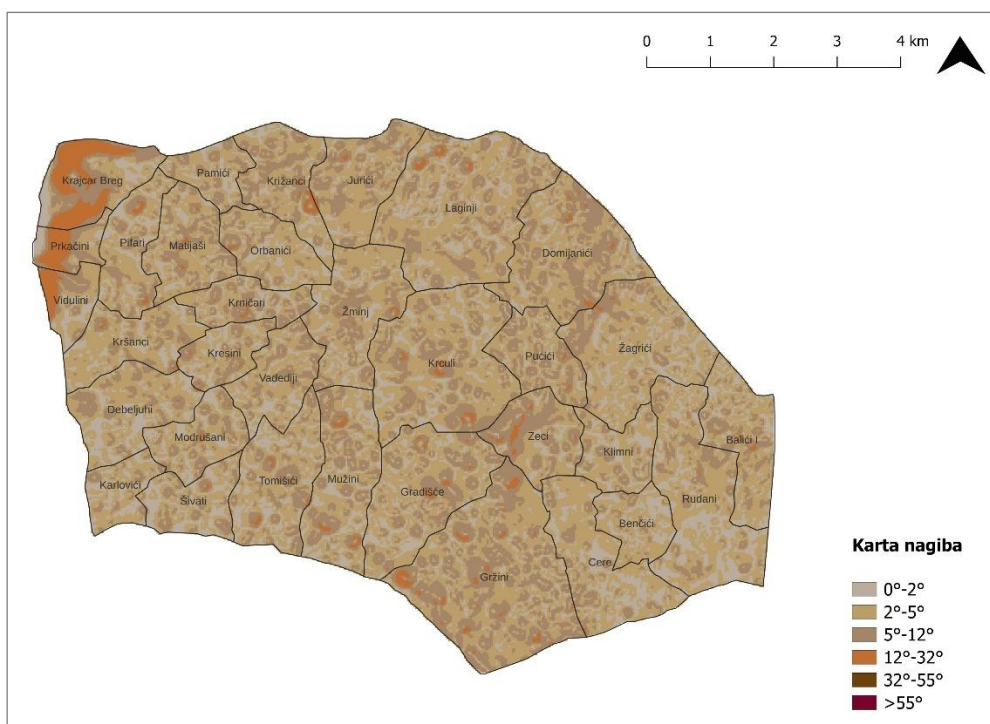 0 1 2 3 4 km
Krajcar Breg
Pamići
Križanci
Jurići
Laginji
Prkačini
Pifari
Matijaši
Orbanići
Domijanići
Vidulini
Krničari
Žminj
Kršanci
Kresini
Krculi
Pucići
Žagrići
Vadediji
Debeljuhi
Modrušani
Zeci
Klimni
Balići I
Karlovići
Šivati
Tomišići
Mužini
Gradišće
Rudani
Benčići
Gržini
Cere
Karta nagiba
0°-2°
2°-5°
5°-12°
12°-32°
32°-55°
>55°